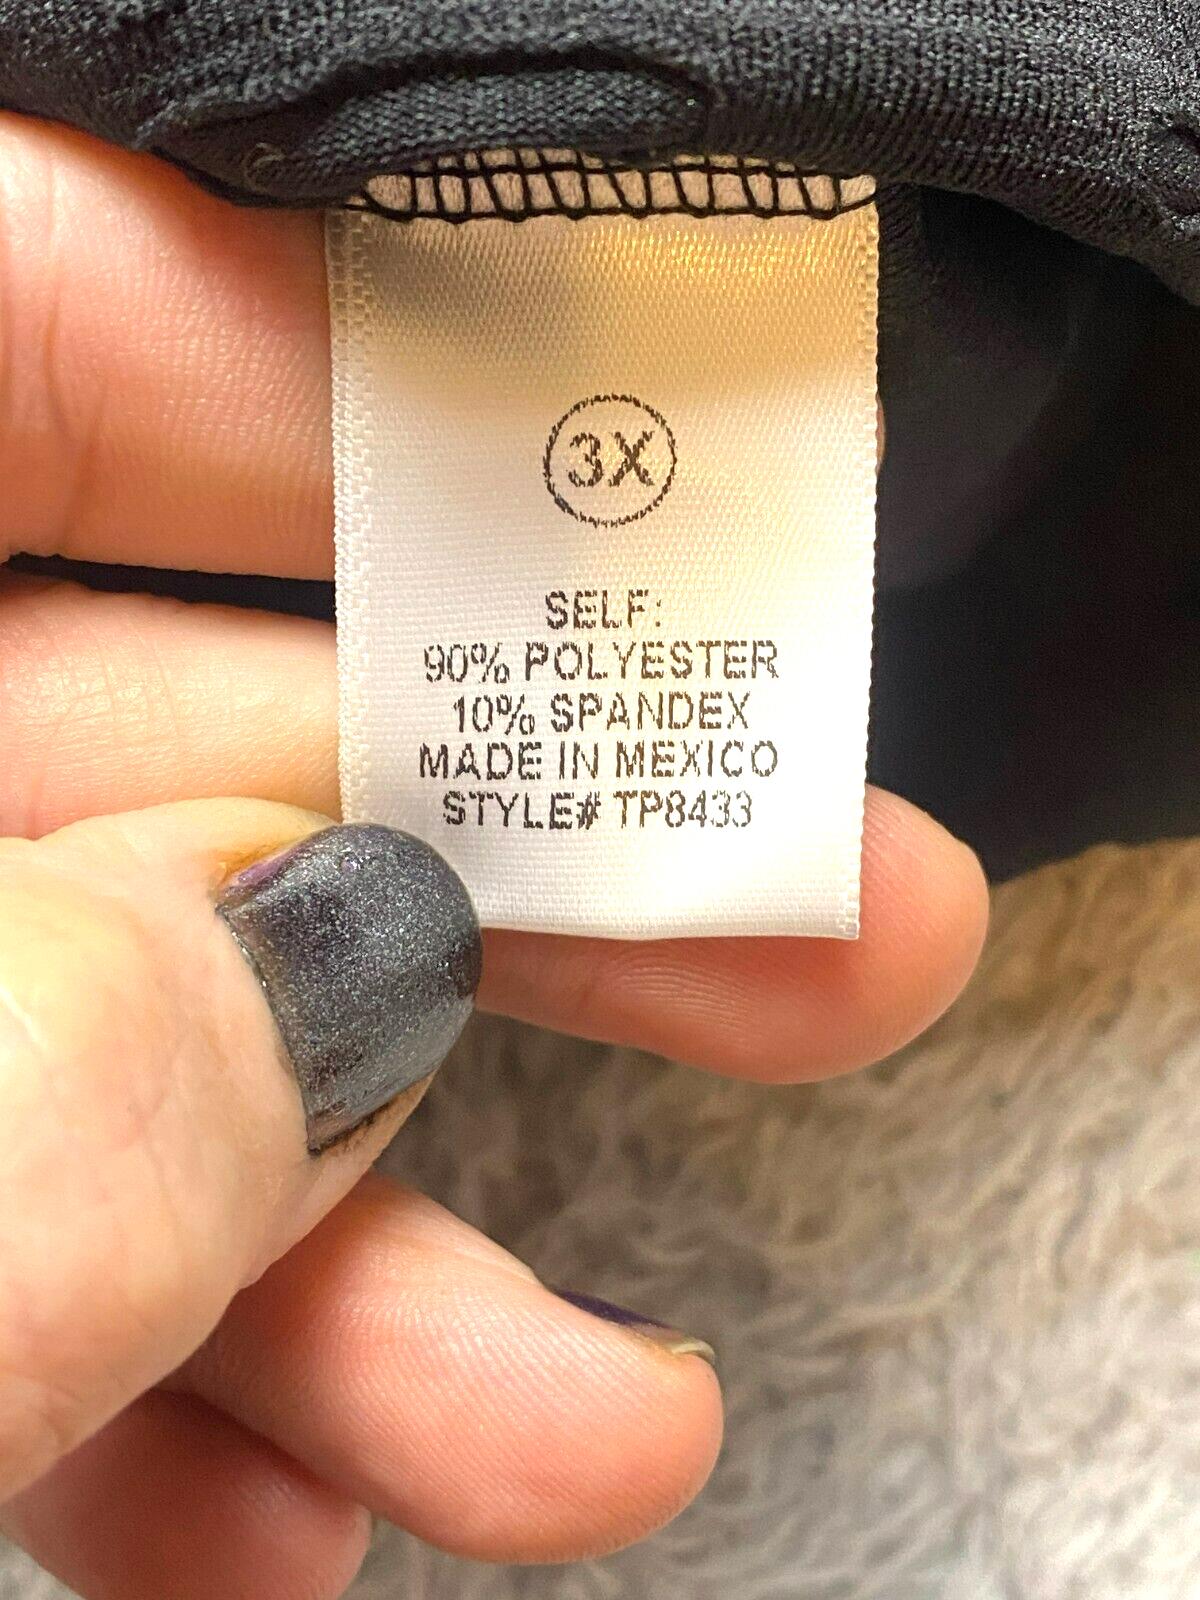 3X
SELF:
90% POLYESTER
10% SPANDEX
MADE IN MEXICO
STYLE# TP8433